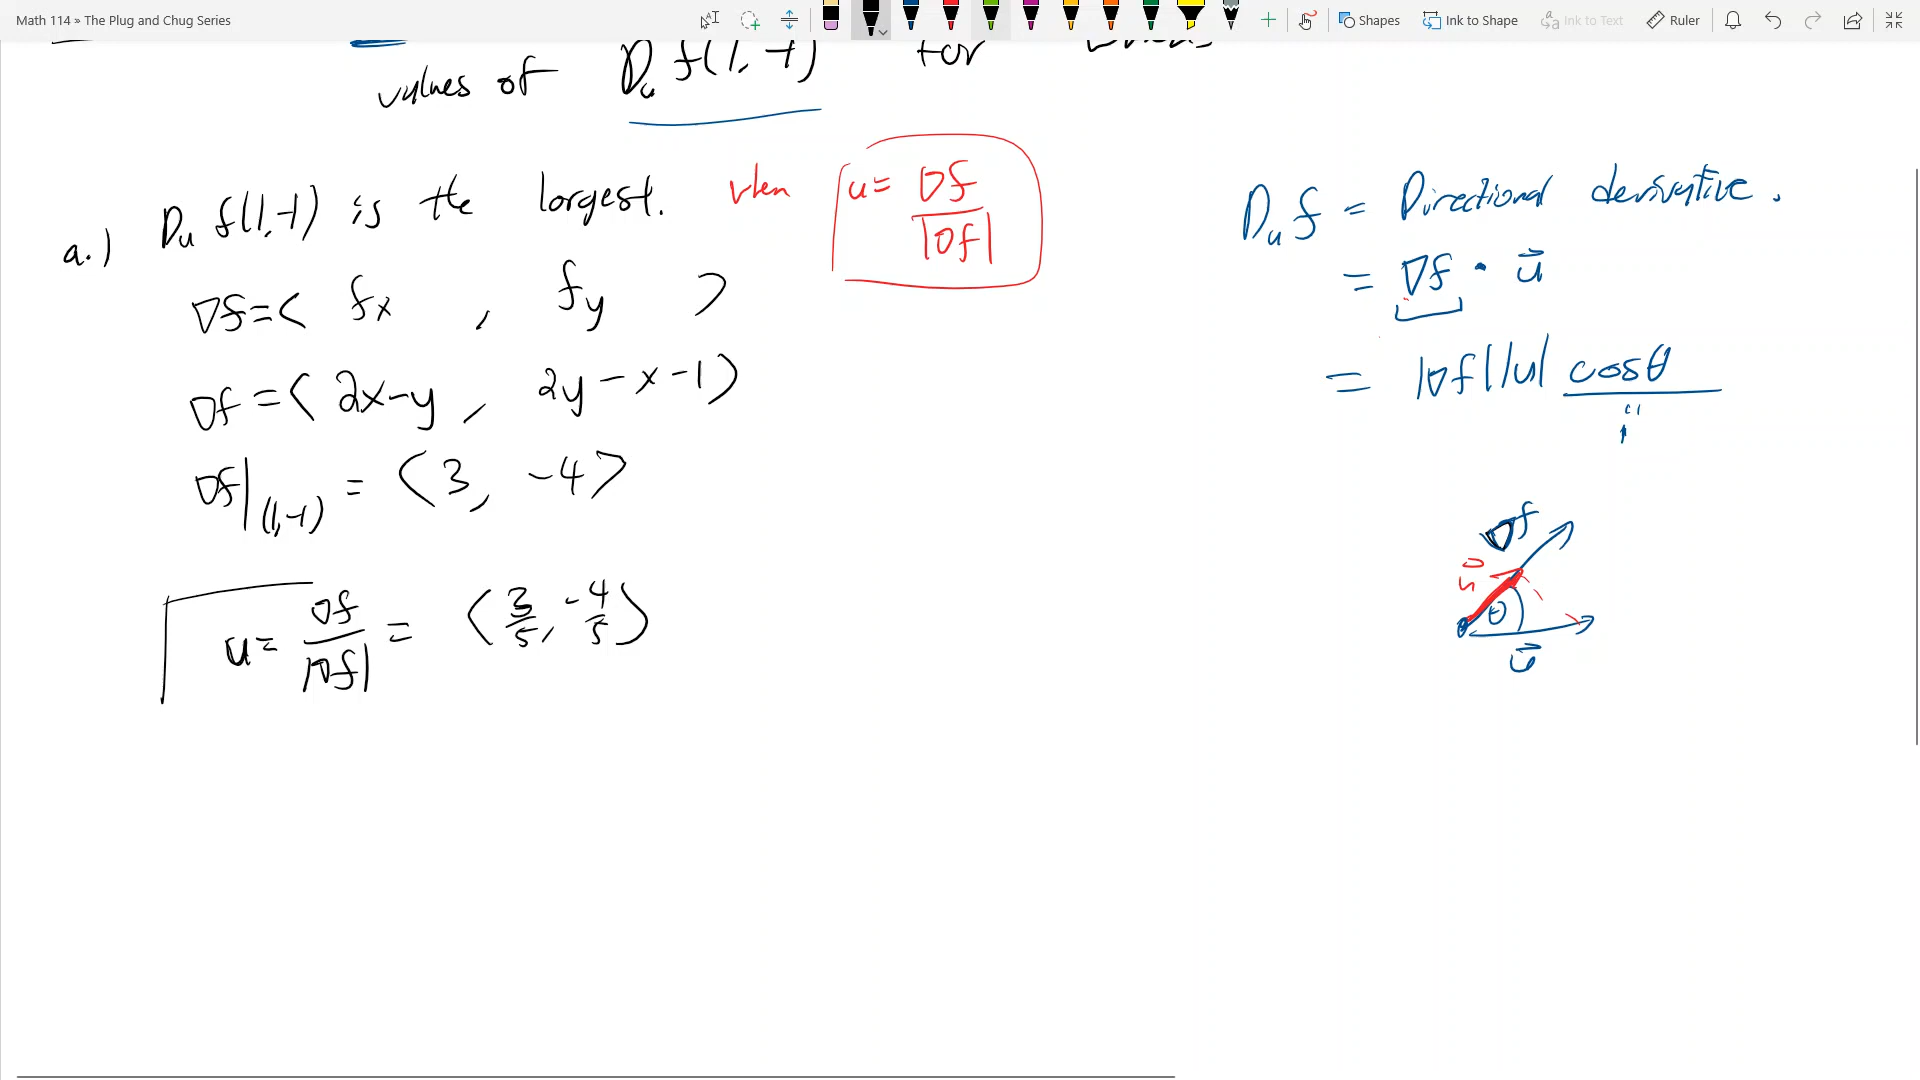 Math 114 » The Plug and Chug Series
Shapes
Ink to Shape
Ink to Text
Ruler
values of Dᵤ f(1, -1) for
a.) Dᵤ f(1,-1) is the largest. when u = ∇f / |∇f|
∇f = < fx , fy >
∇f = < 2x-y , 2y-x-1 >
∇f|(1,-1) = < 3, -4 >
u = ∇f / |∇f| = < 3/5, -4/5 >
Dᵤ f = Directional derivative.
= ∇f • u⃗
= |∇f||u| cosθ
"
1
∇f
u⃗
θ
u⃗